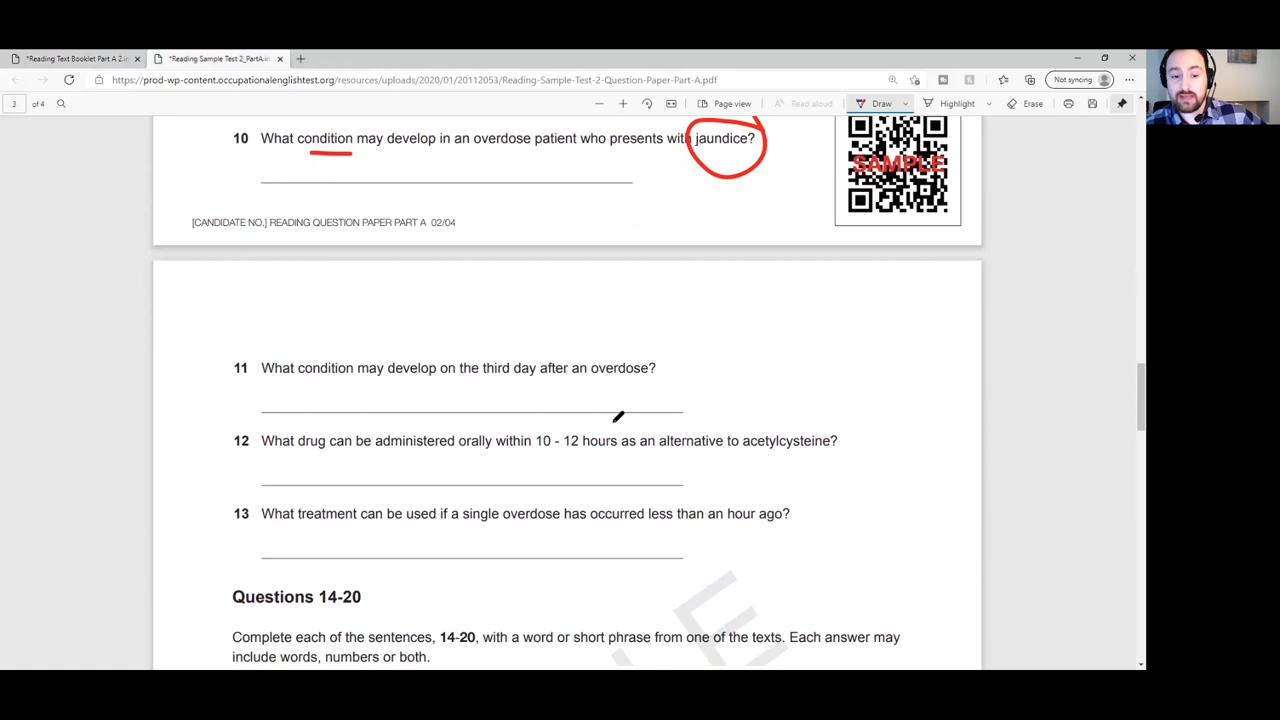 *Reading Text Booklet Part A 2.in
*Reading Sample Test 2_PartA.in
https://prod-wp-content.occupationalenglishtest.org/resources/uploads/2020/01/20112053/Reading-Sample-Test-2-Question-Paper-Part-A.pdf
Not syncing
3 of 4
Page view
Read aloud
Draw
Highlight
Erase
10 What condition may develop in an overdose patient who presents with jaundice?
SAMPLE
[CANDIDATE NO.] READING QUESTION PAPER PART A 02/04
11 What condition may develop on the third day after an overdose?
12 What drug can be administered orally within 10 - 12 hours as an alternative to acetylcysteine?
13 What treatment can be used if a single overdose has occurred less than an hour ago?
Questions 14-20
Complete each of the sentences, 14-20, with a word or short phrase from one of the texts. Each answer may
include words, numbers or both.